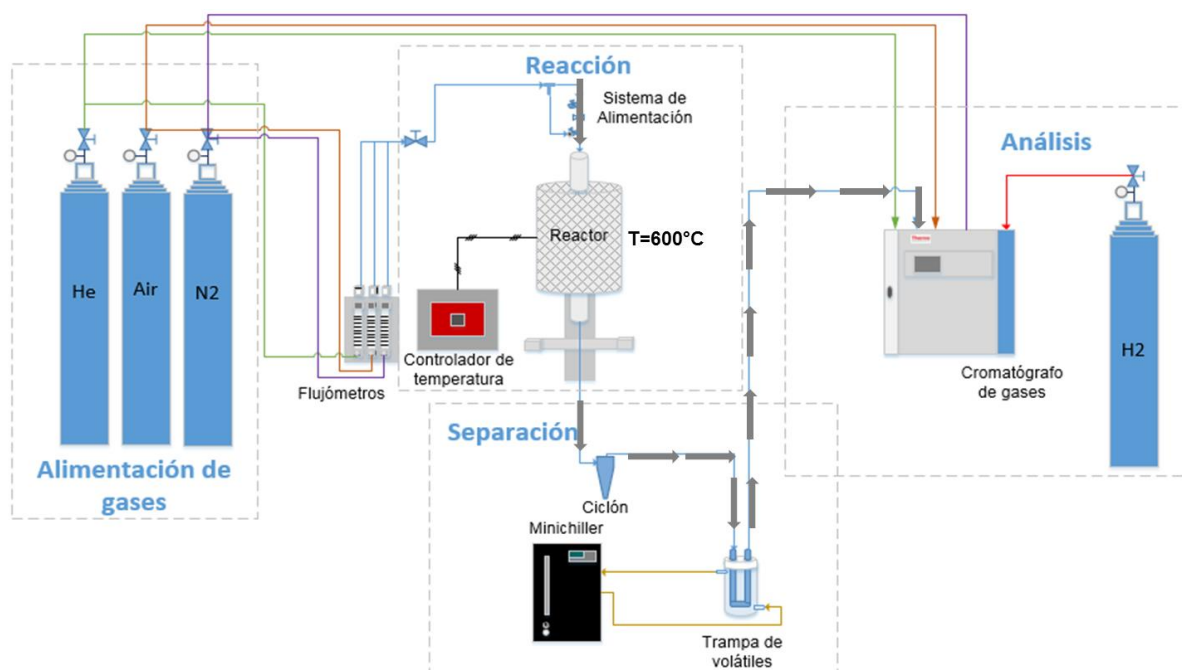 Reacción
Sistema de
Alimentación
Análisis
Reactor
T=600°C
He
Air
N2
H2
Controlador de
temperatura
Flujómetros
Cromatógrafo
de gases
Alimentación de
gases
Separación
Ciclón
Minichiller
Trampa de
volátiles